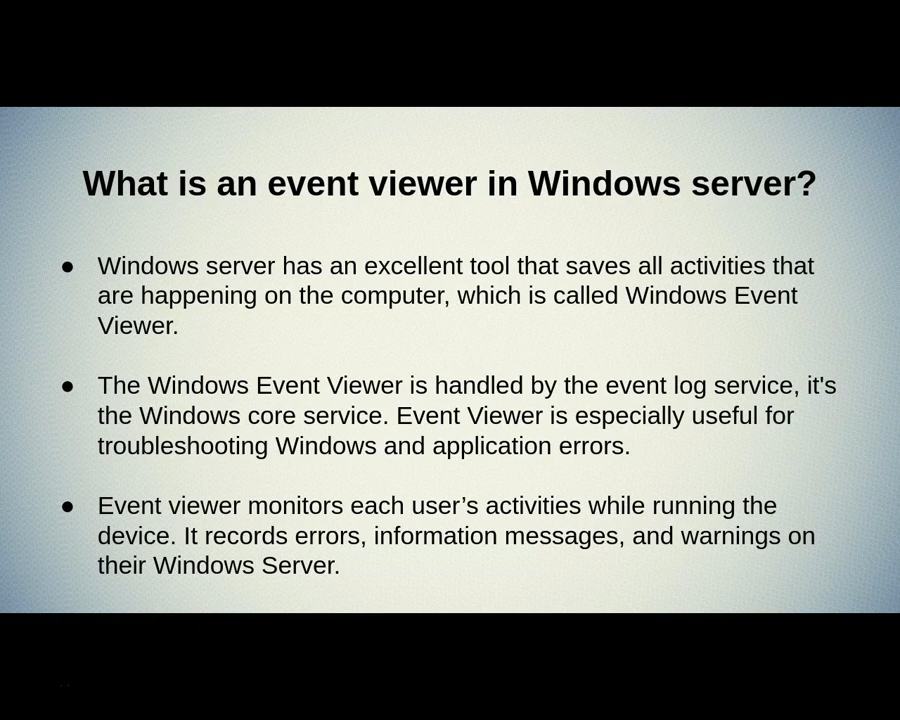 What is an event viewer in Windows server?
● Windows server has an excellent tool that saves all activities that
are happening on the computer, which is called Windows Event
Viewer.
● The Windows Event Viewer is handled by the event log service, it's
the Windows core service. Event Viewer is especially useful for
troubleshooting Windows and application errors.
● Event viewer monitors each user’s activities while running the
device. It records errors, information messages, and warnings on
their Windows Server.